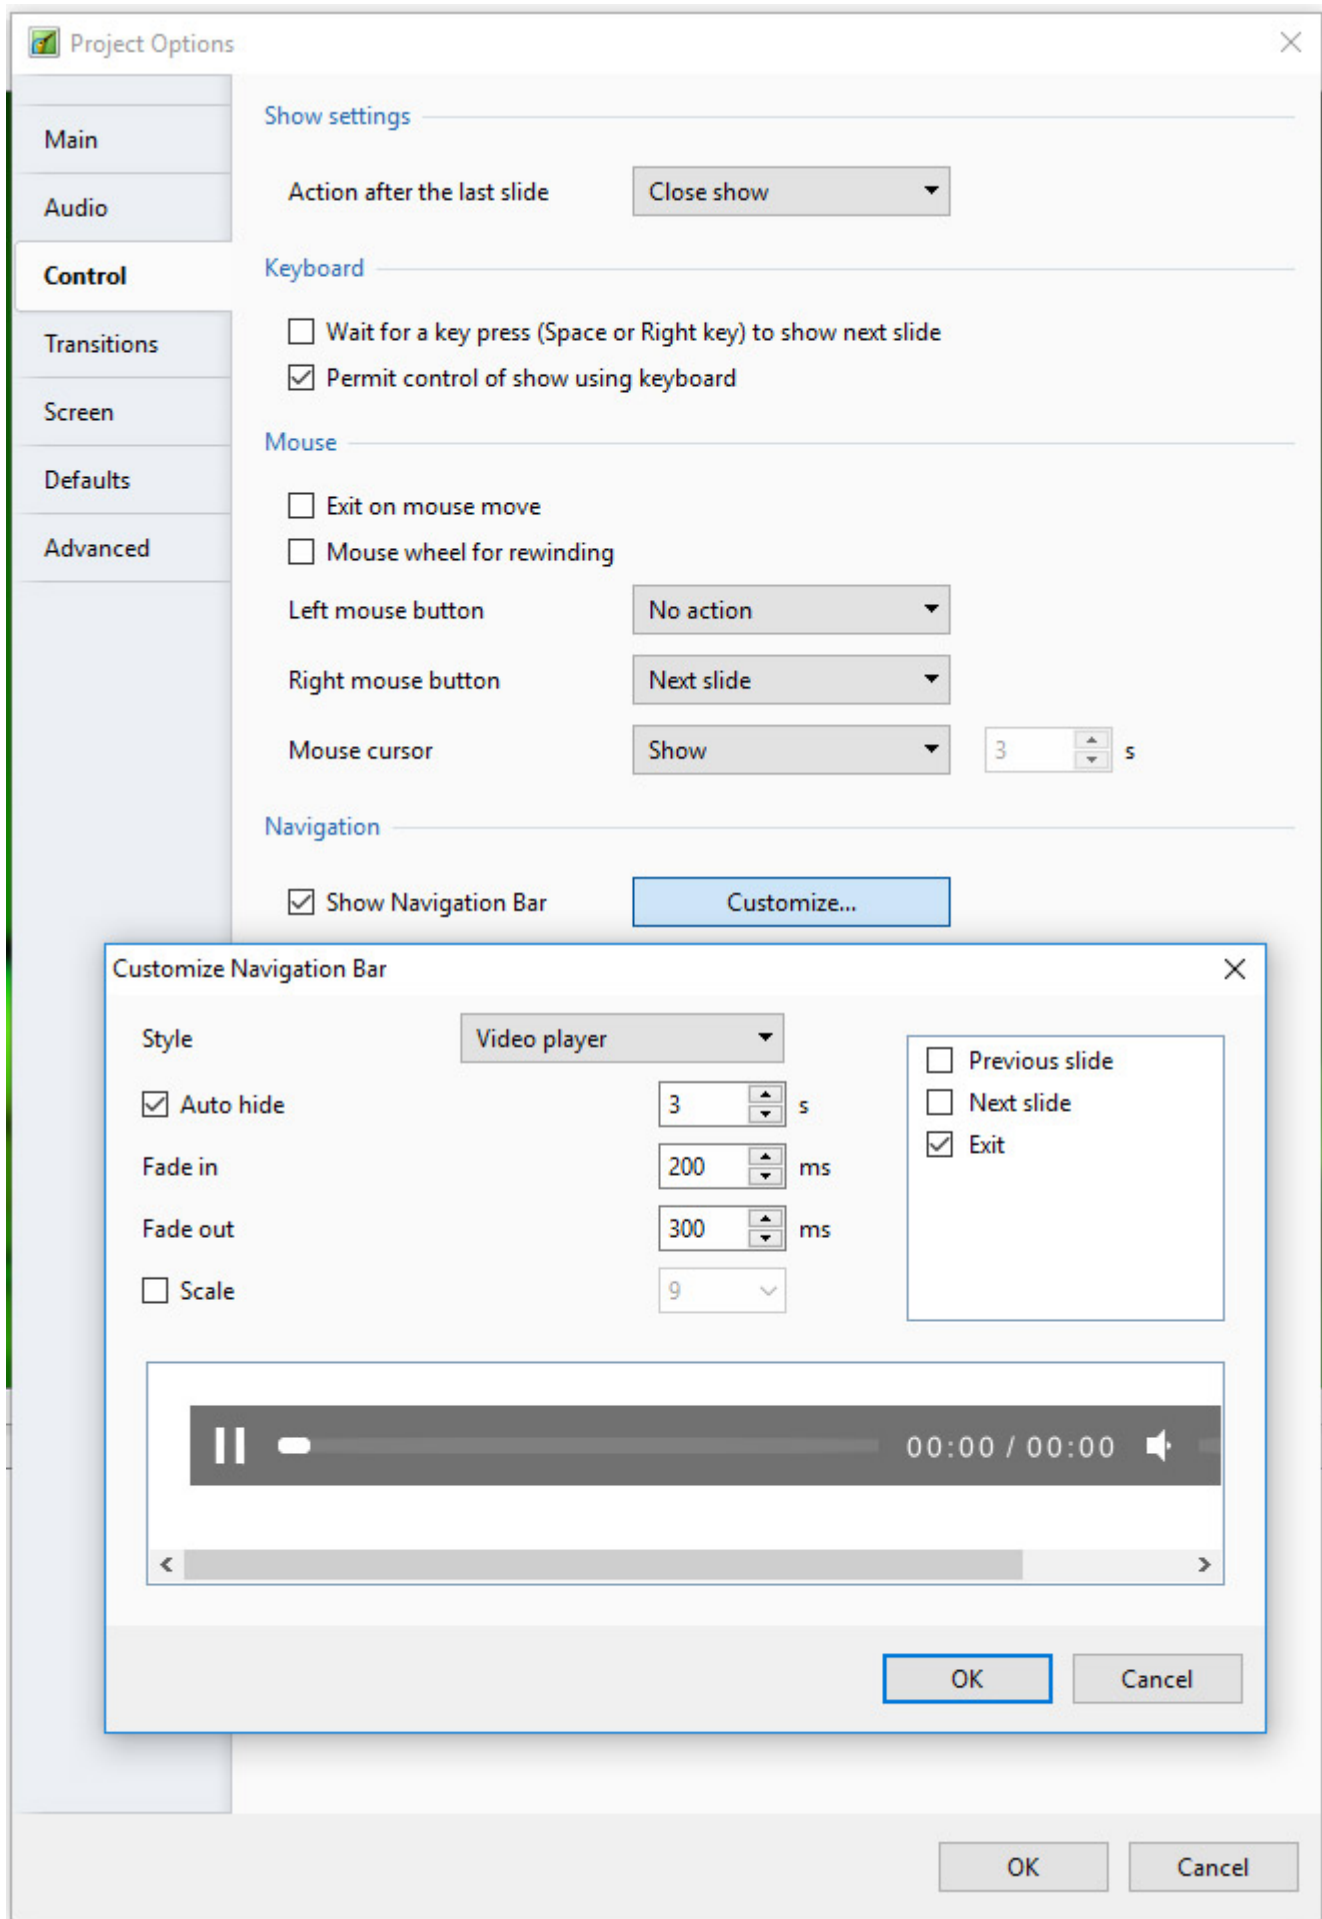 Project Options
Main
Audio
Control
Transitions
Screen
Defaults
Advanced
Show settings
Action after the last slide Close show
Keyboard
Wait for a key press (Space or Right key) to show next slide
Permit control of show using keyboard
Mouse
Exit on mouse move
Mouse wheel for rewinding
Left mouse button No action
Right mouse button Next slide
Mouse cursor Show 3 s
Navigation
Show Navigation Bar Customize...
Customize Navigation Bar
Style Video player
Auto hide 3 s
Fade in 200 ms
Fade out 300 ms
Scale 9
Previous slide
Next slide
Exit
00:00 / 00:00
OK Cancel
OK Cancel